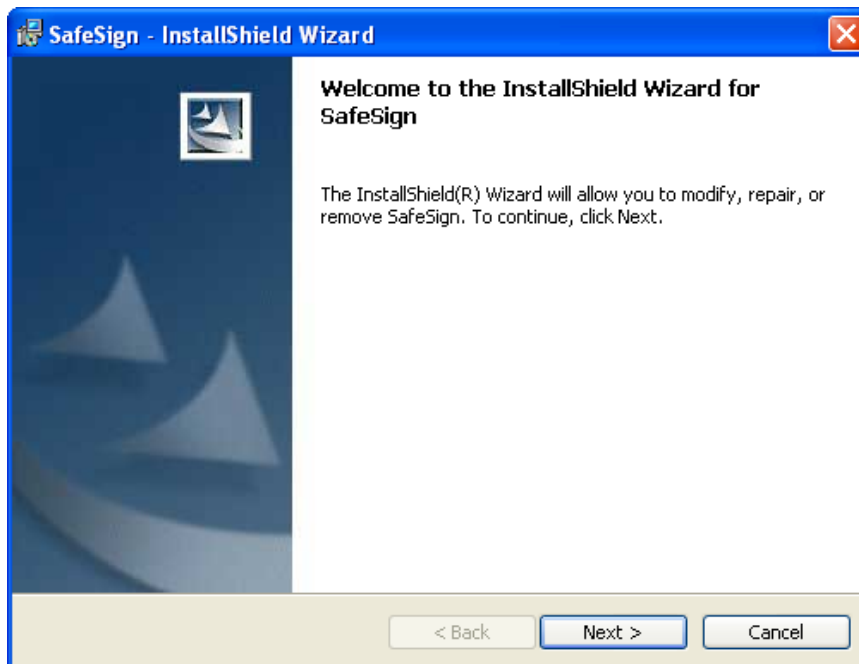 SafeSign - InstallShield Wizard
Welcome to the InstallShield Wizard for
SafeSign
The InstallShield(R) Wizard will allow you to modify, repair, or
remove SafeSign. To continue, click Next.
< Back
Next >
Cancel